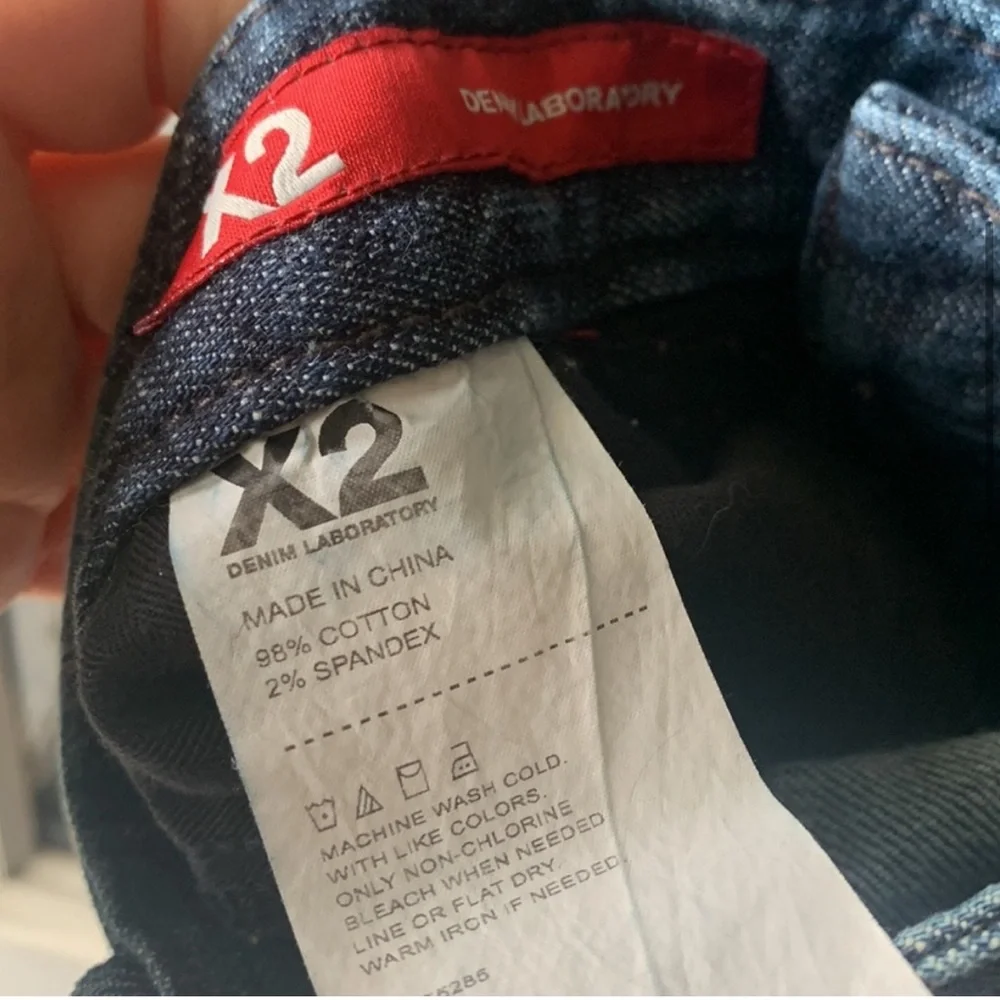 X2 DENIM LABORATORY
X2
DENIM LABORATORY
MADE IN CHINA
98% COTTON
2% SPANDEX
MACHINE WASH COLD.
WITH LIKE COLORS.
ONLY NON-CHLORINE
BLEACH WHEN NEEDED
LINE OR FLAT DRY.
WARM IRON IF NEEDED.